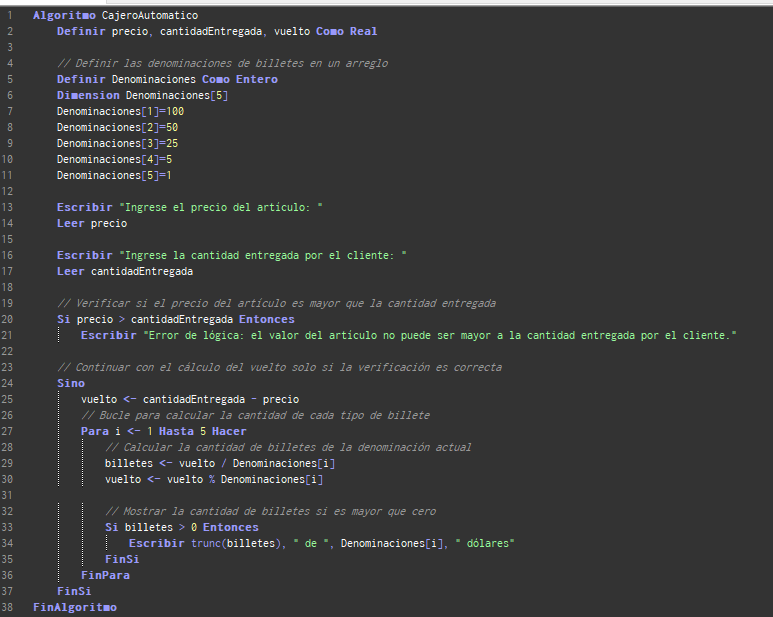 1 Algoritmo CajeroAutomatico
2 Definir precio, cantidadEntregada, vuelto Como Real
3
4 // Definir las denominaciones de billetes en un arreglo
5 Definir Denominaciones Como Entero
6 Dimension Denominaciones[5]
7 Denominaciones[1]=100
8 Denominaciones[2]=50
9 Denominaciones[3]=25
10 Denominaciones[4]=5
11 Denominaciones[5]=1
12
13 Escribir "Ingrese el precio del articulo: "
14 Leer precio
15
16 Escribir "Ingrese la cantidad entregada por el cliente: "
17 Leer cantidadEntregada
18
19 // Verificar si el precio del artículo es mayor que la cantidad entregada
20 Si precio > cantidadEntregada Entonces
21 Escribir "Error de lógica: el valor del artículo no puede ser mayor a la cantidad entregada por el cliente."
22
23 // Continuar con el cálculo del vuelto solo si la verificación es correcta
24 Sino
25 vuelto <- cantidadEntregada - precio
26 // Bucle para calcular la cantidad de cada tipo de billete
27 Para i <- 1 Hasta 5 Hacer
28 // Calcular la cantidad de billetes de la denominación actual
29 billetes <- vuelto / Denominaciones[i]
30 vuelto <- vuelto % Denominaciones[i]
31
32 // Mostrar la cantidad de billetes si es mayor que cero
33 Si billetes > 0 Entonces
34 Escribir trunc(billetes), " de ", Denominaciones[i], " dólares"
35 FinSi
36 FinPara
37 FinSi
38 FinAlgoritmo